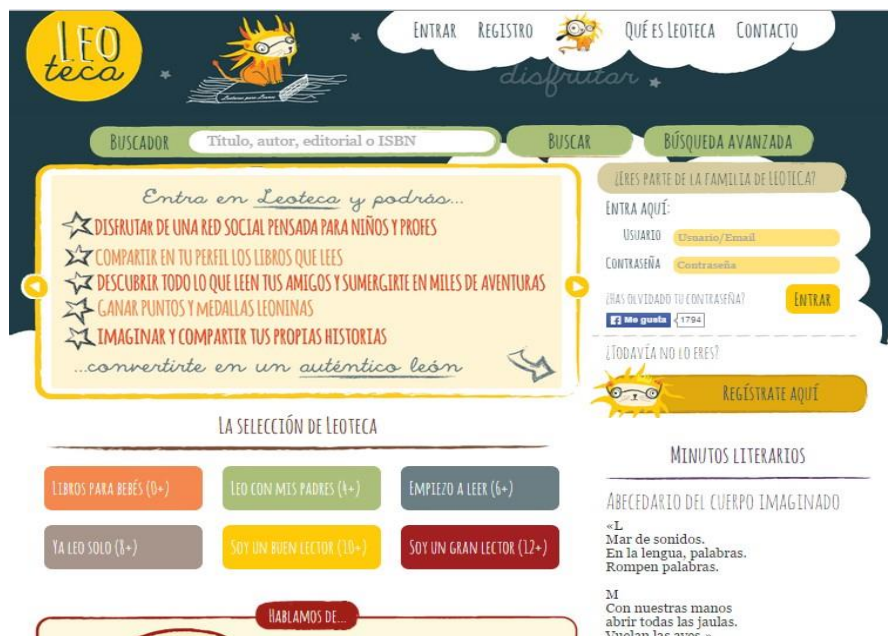 LEO
teca
ENTRAR REGISTRO QUÉ ES LEOTECA CONTACTO
disfrutar
BUSCADOR Título, autor, editorial o ISBN BUSCAR BÚSQUEDA AVANZADA
Entra en Leoteca y podrás...
DISFRUTAR DE UNA RED SOCIAL PENSADA PARA NIÑOS Y PROFES
COMPARTIR EN TU PERFIL LOS LIBROS QUE LEES
DESCUBRIR TODO LO QUE LEEN TUS AMIGOS Y SUMERGIRTE EN MILES DE AVENTURAS
GANAR PUNTOS Y MEDALLAS LEONINAS
IMAGINAR Y COMPARTIR TUS PROPIAS HISTORIAS
...convertirte en un auténtico león
¿ERES PARTE DE LA FAMILIA DE LEOTECA?
ENTRA AQUÍ:
USUARIO Usuario/Email
CONTRASEÑA Contraseña
¿HAS OLVIDADO TU CONTRASEÑA? ENTRAR
Me gusta 1794
¿TODAVÍA NO LO ERES?
REGÍSTRATE AQUÍ
LA SELECCIÓN DE LEOTECA
LIBROS PARA BEBÉS (0+) LEO CON MIS PADRES (4+) EMPIEZO A LEER (6+)
YA LEO SOLO (8+) SOY UN BUEN LECTOR (10+) SOY UN GRAN LECTOR (12+)
HABLAMOS DE...
MINUTOS LITERARIOS
ABECEDARIO DEL CUERPO IMAGINADO
«L
Mar de sonidos.
En la lengua, palabras.
Rompen palabras.
M
Con nuestras manos
abrir todas las jaulas.
Vuelan las aves.»